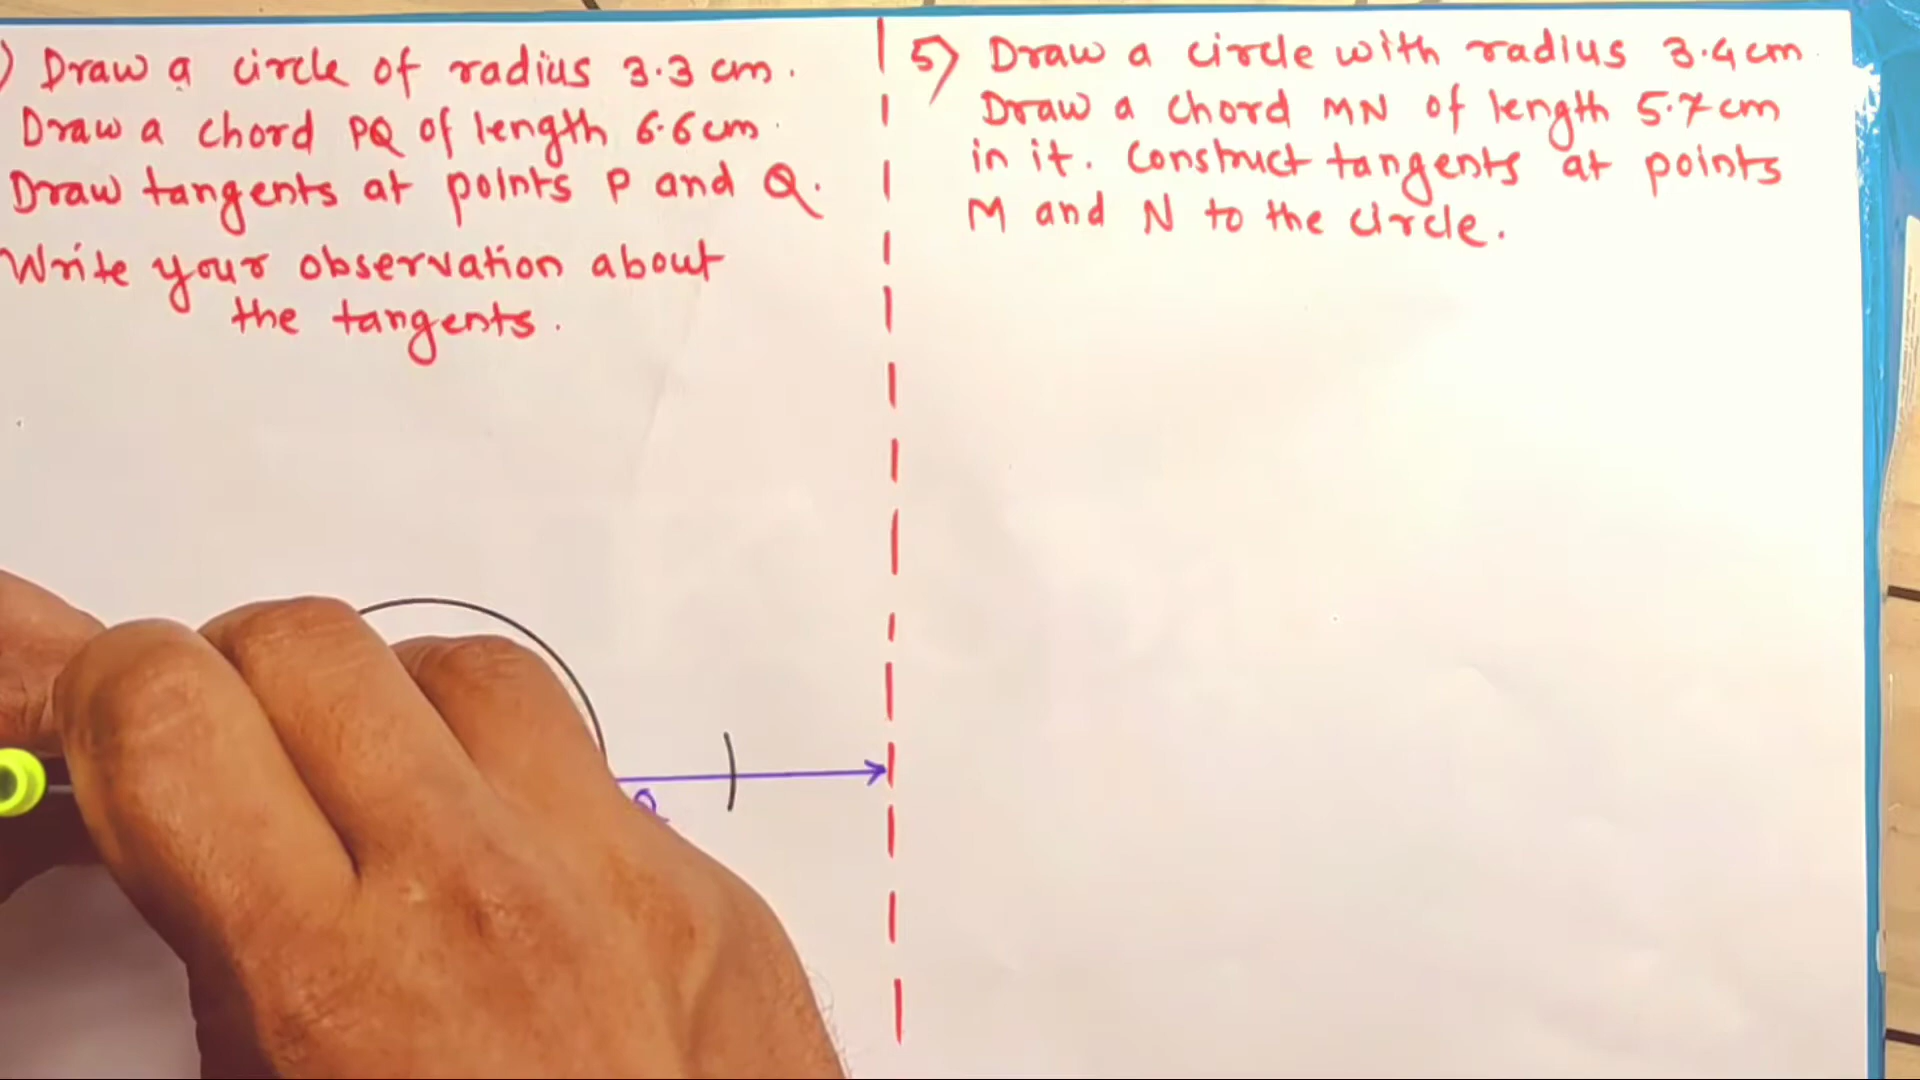 ) Draw a circle of radius 3.3 cm.
Draw a chord PQ of length 6.6 cm.
Draw tangents at points P and Q.
Write your observation about
the tangents.
5) Draw a circle with radius 3.4 cm.
Draw a chord MN of length 5.7 cm
in it. Construct tangents at points
M and N to the circle.
Q